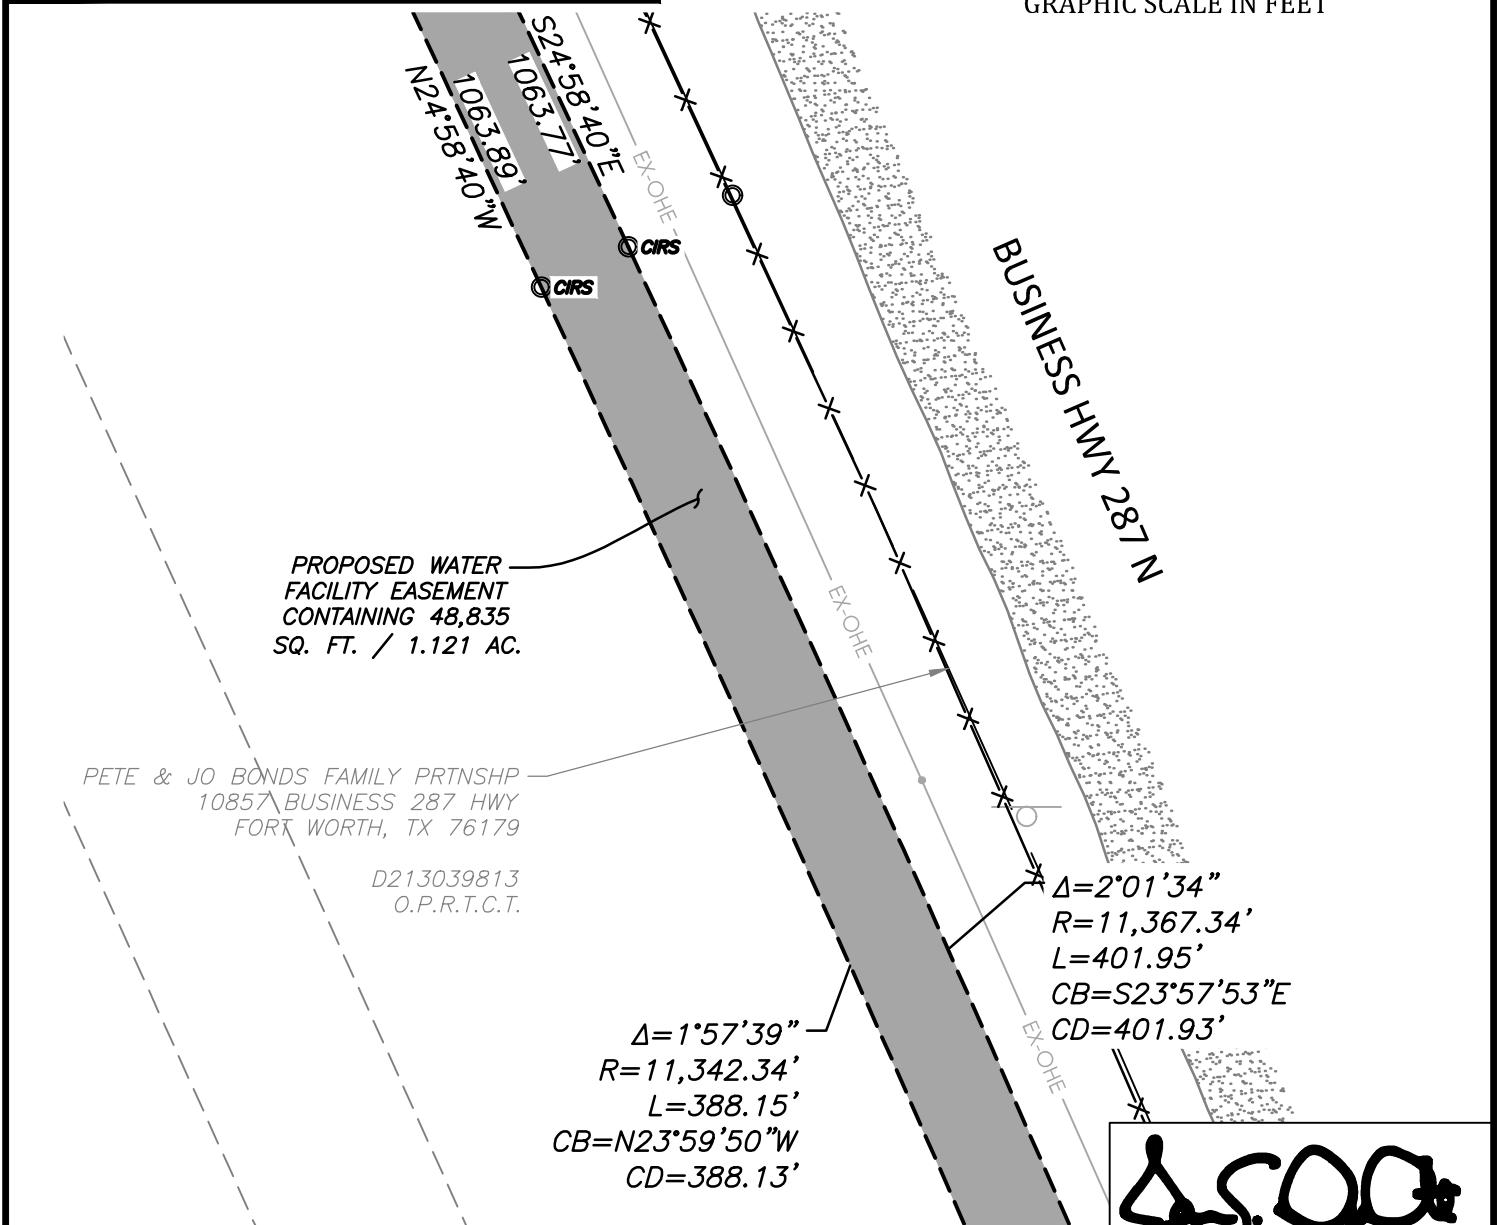 GRAPHIC SCALE IN FEET
S24°58'40"E
1063.77'
1063.89'
N24°58'40"W
EX-OHE
CIRS
CIRS
BUSINESS HWY 287 N
PROPOSED WATER
FACILITY EASEMENT
CONTAINING 48,835
SQ. FT. / 1.121 AC.
EX-OHE
PETE & JO BONDS FAMILY PRTNSHP
10857 BUSINESS 287 HWY
FORT WORTH, TX 76179
D213039813
O.P.R.T.C.T.
Δ=2°01'34"
R=11,367.34'
L=401.95'
CB=S23°57'53"E
CD=401.93'
EX-OHE
Δ=1°57'39"
R=11,342.34'
L=388.15'
CB=N23°59'50"W
CD=388.13'